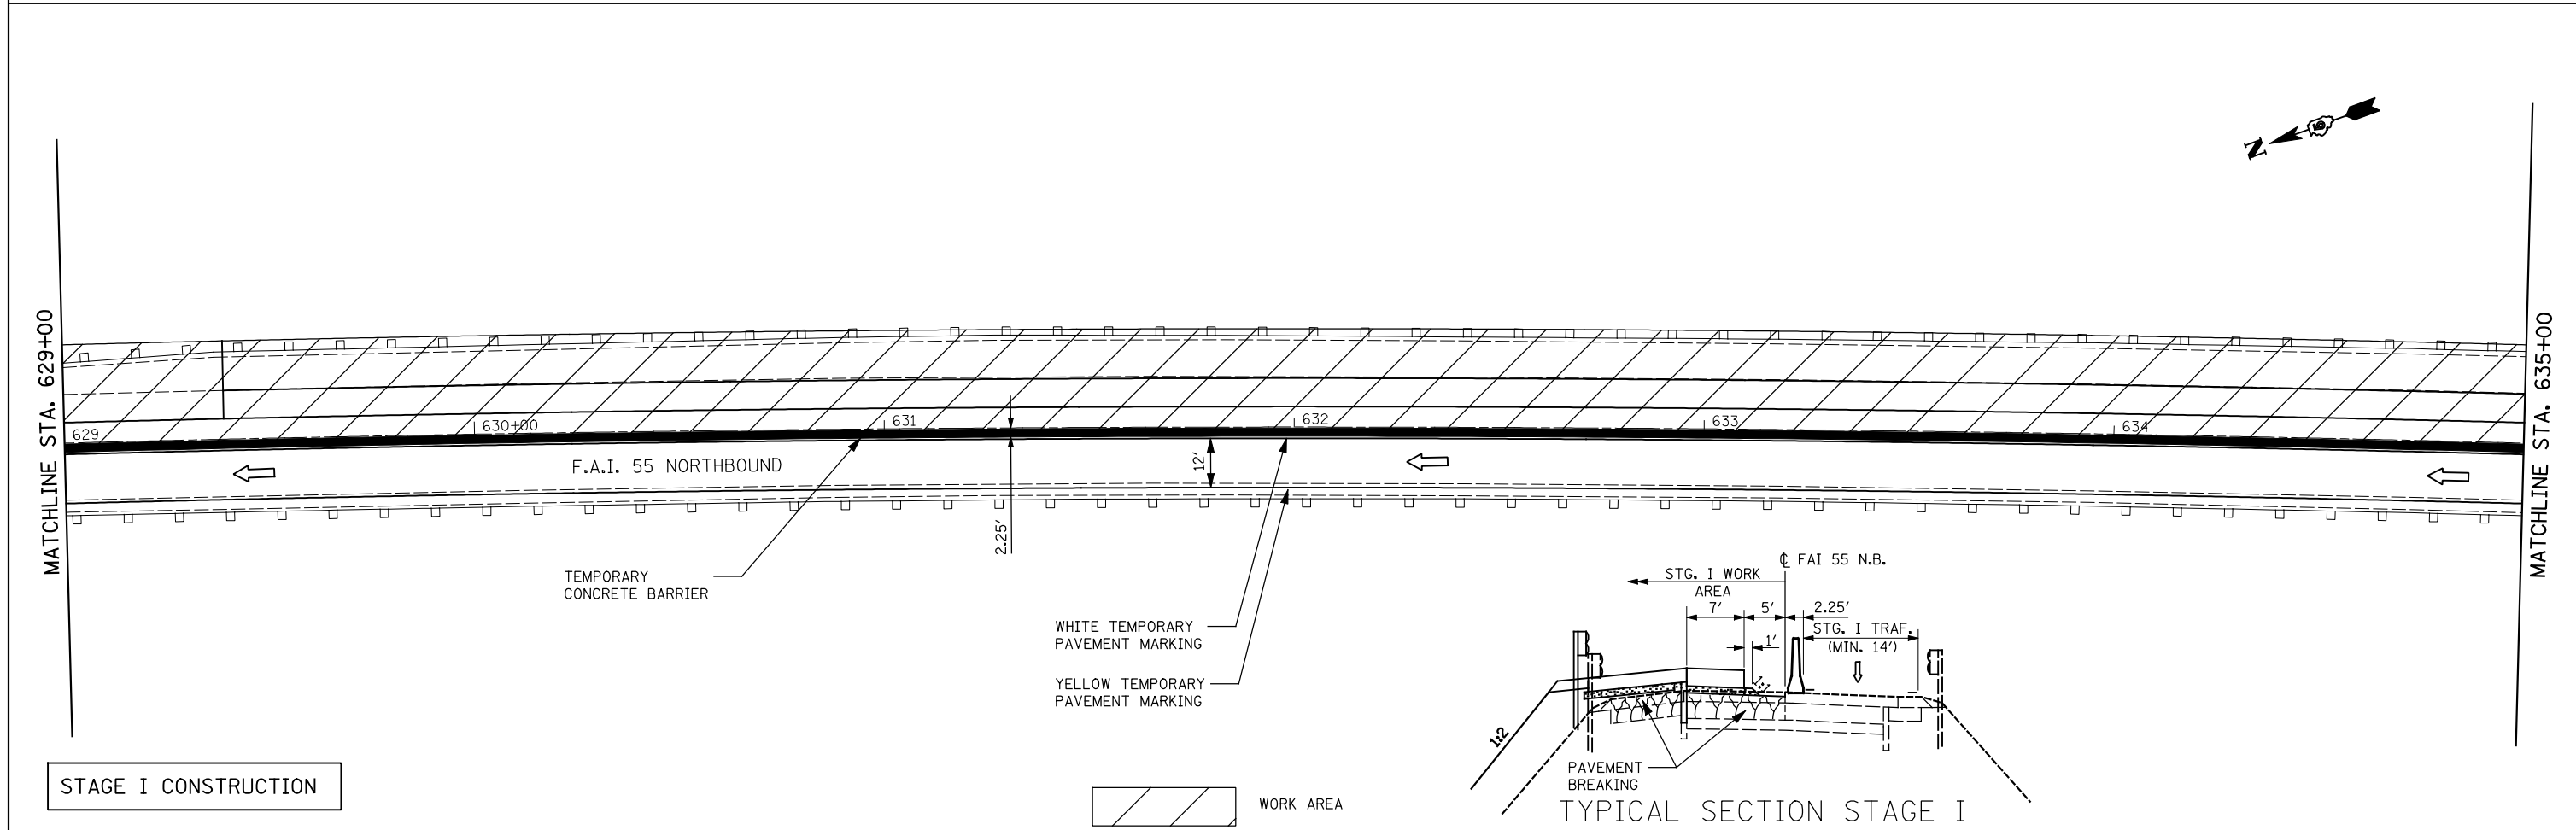 N
MATCHLINE STA. 629+00
MATCHLINE STA. 635+00
629
630+00
631
632
633
634
F.A.I. 55 NORTHBOUND
12'
2.25'
TEMPORARY
CONCRETE BARRIER
WHITE TEMPORARY
PAVEMENT MARKING
YELLOW TEMPORARY
PAVEMENT MARKING
℄ FAI 55 N.B.
STG. I WORK
AREA
7'
5'
2.25'
STG. I TRAF.
(MIN. 14')
1'
1:1
1:2
PAVEMENT
BREAKING
TYPICAL SECTION STAGE I
STAGE I CONSTRUCTION
WORK AREA